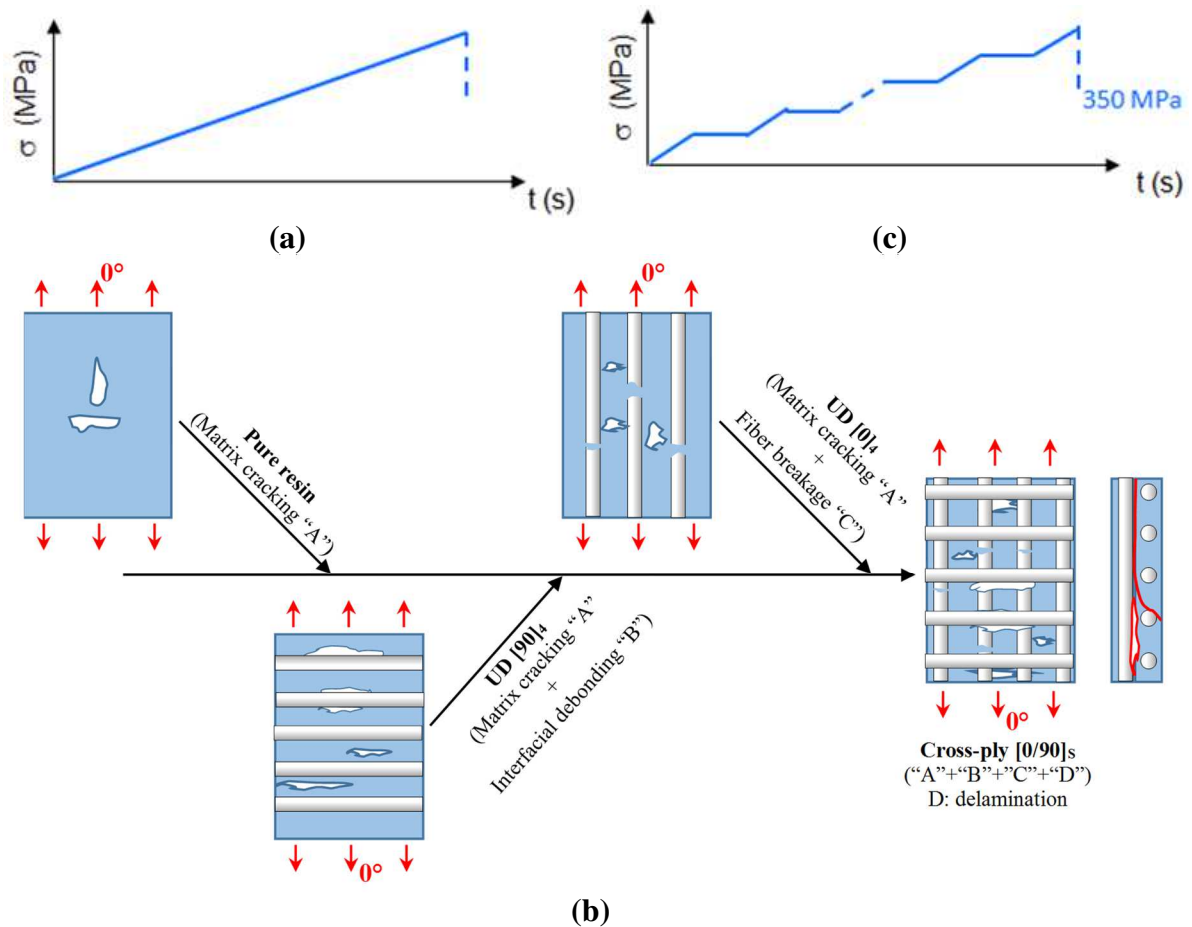 σ (MPa)
t (s)
(a)
σ (MPa)
350 MPa
t (s)
(c)
0°
Pure resin
(Matrix cracking “A”)
0°
UD [0]4
(Matrix cracking “A”
+
Fiber breakage “C”)
UD [90]4
(Matrix cracking “A”
+
Interfacial debonding “B”)
0°
0°
Cross-ply [0/90]s
(“A”+“B”+”C”+“D”)
D: delamination
(b)